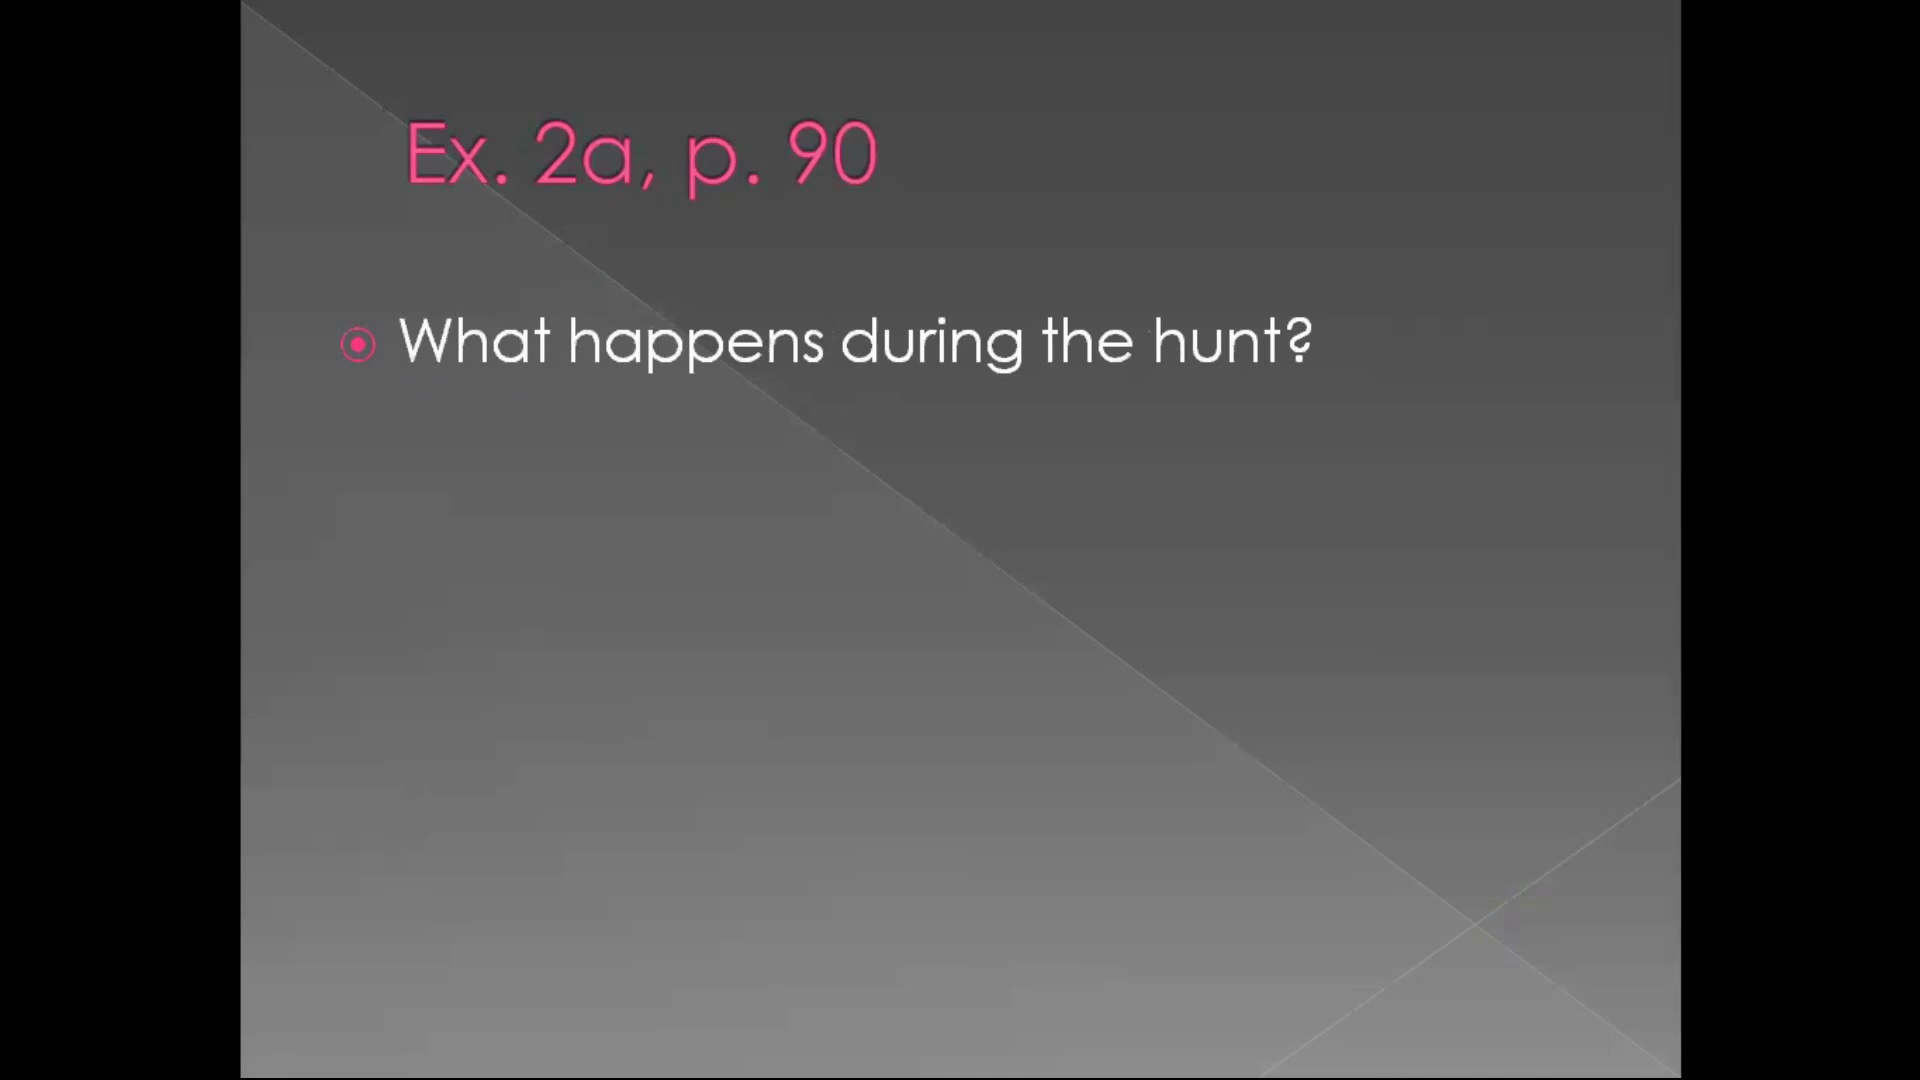 Ex. 2a, p. 90
What happens during the hunt?